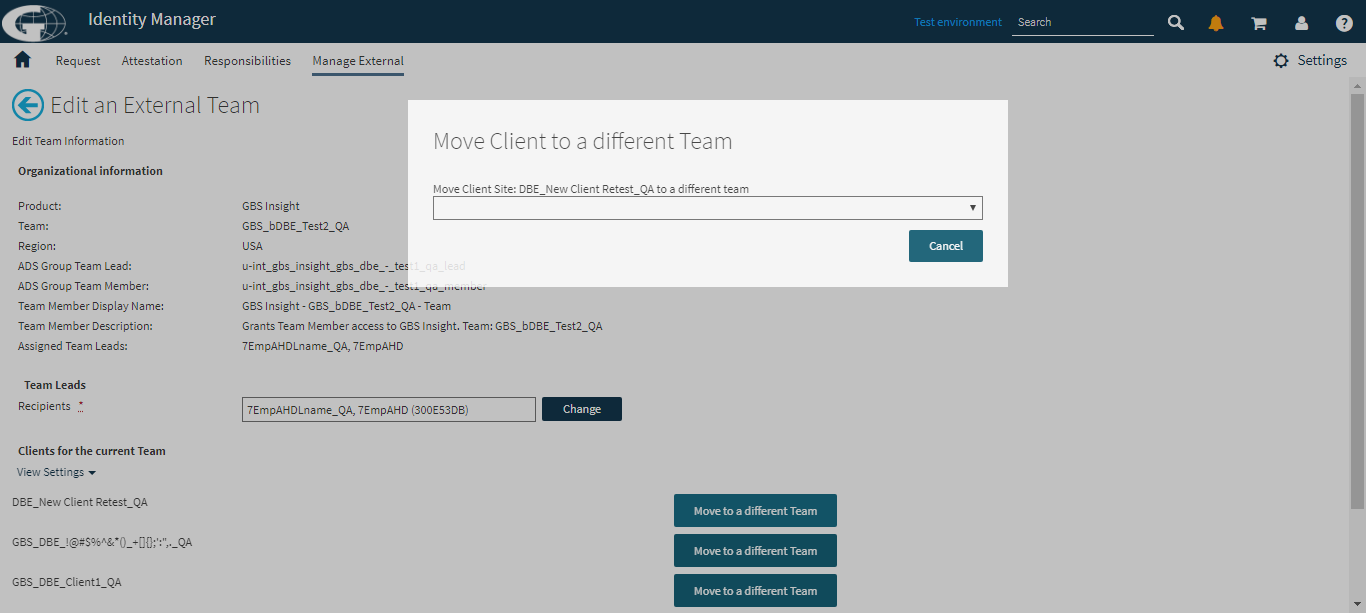 Identity Manager
Test environment
Search
Request Attestation Responsibilities Manage External
Settings
Edit an External Team
Edit Team Information
Organizational information
Product: GBS Insight
Team: GBS_bDBE_Test2_QA
Region: USA
ADS Group Team Lead: u-int_gbs_insight_gbs_dbe_-_test1_qa_lead
ADS Group Team Member: u-int_gbs_insight_gbs_dbe_-_test1_qa_member
Team Member Display Name: GBS Insight - GBS_bDBE_Test2_QA - Team
Team Member Description: Grants Team Member access to GBS Insight. Team: GBS_bDBE_Test2_QA
Assigned Team Leads: 7EmpAHDLname_QA, 7EmpAHD
Move Client to a different Team
Move Client Site: DBE_New Client Retest_QA to a different team
Cancel
Team Leads
Recipients * 7EmpAHDLname_QA, 7EmpAHD (300E53DB) Change
Clients for the current Team
View Settings
DBE_New Client Retest_QA Move to a different Team
GBS_DBE_!@#$%^&*()_+[]{};':",._QA Move to a different Team
GBS_DBE_Client1_QA Move to a different Team